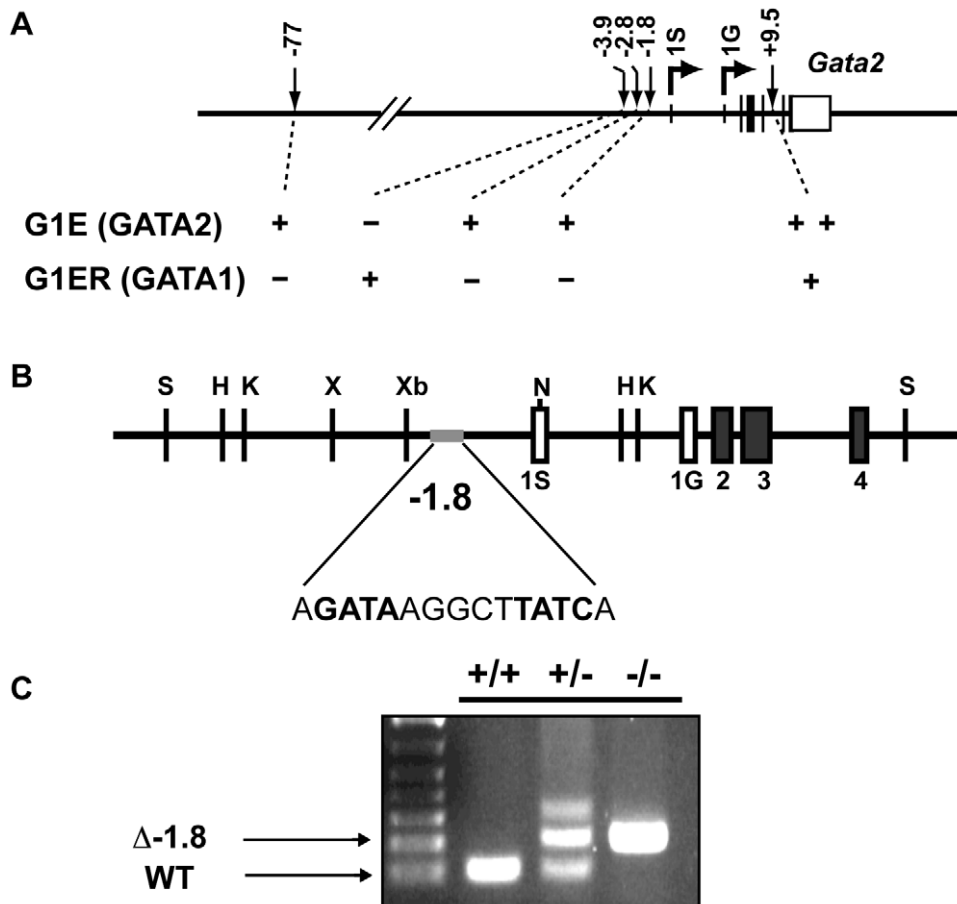 A
-77
-3.9
-2.8
-1.8
1S
1G
+9.5
Gata2
G1E (GATA2) + – + + + +
G1ER (GATA1) – + – – +
B
S H K X Xb N H K S
1S 1G 2 3 4
-1.8
AGATAAGGCTTATCA
C
+/+ +/- -/-
Δ-1.8
WT